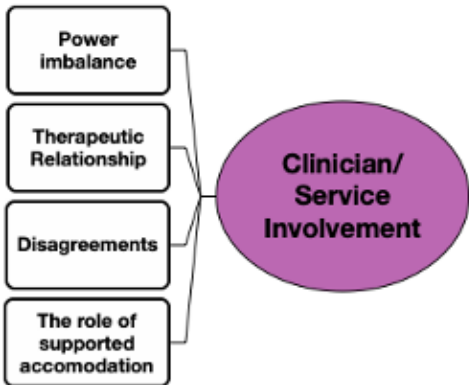 Power
imbalance
Therapeutic
Relationship
Disagreements
The role of
supported
accomodation
Clinician/
Service
Involvement